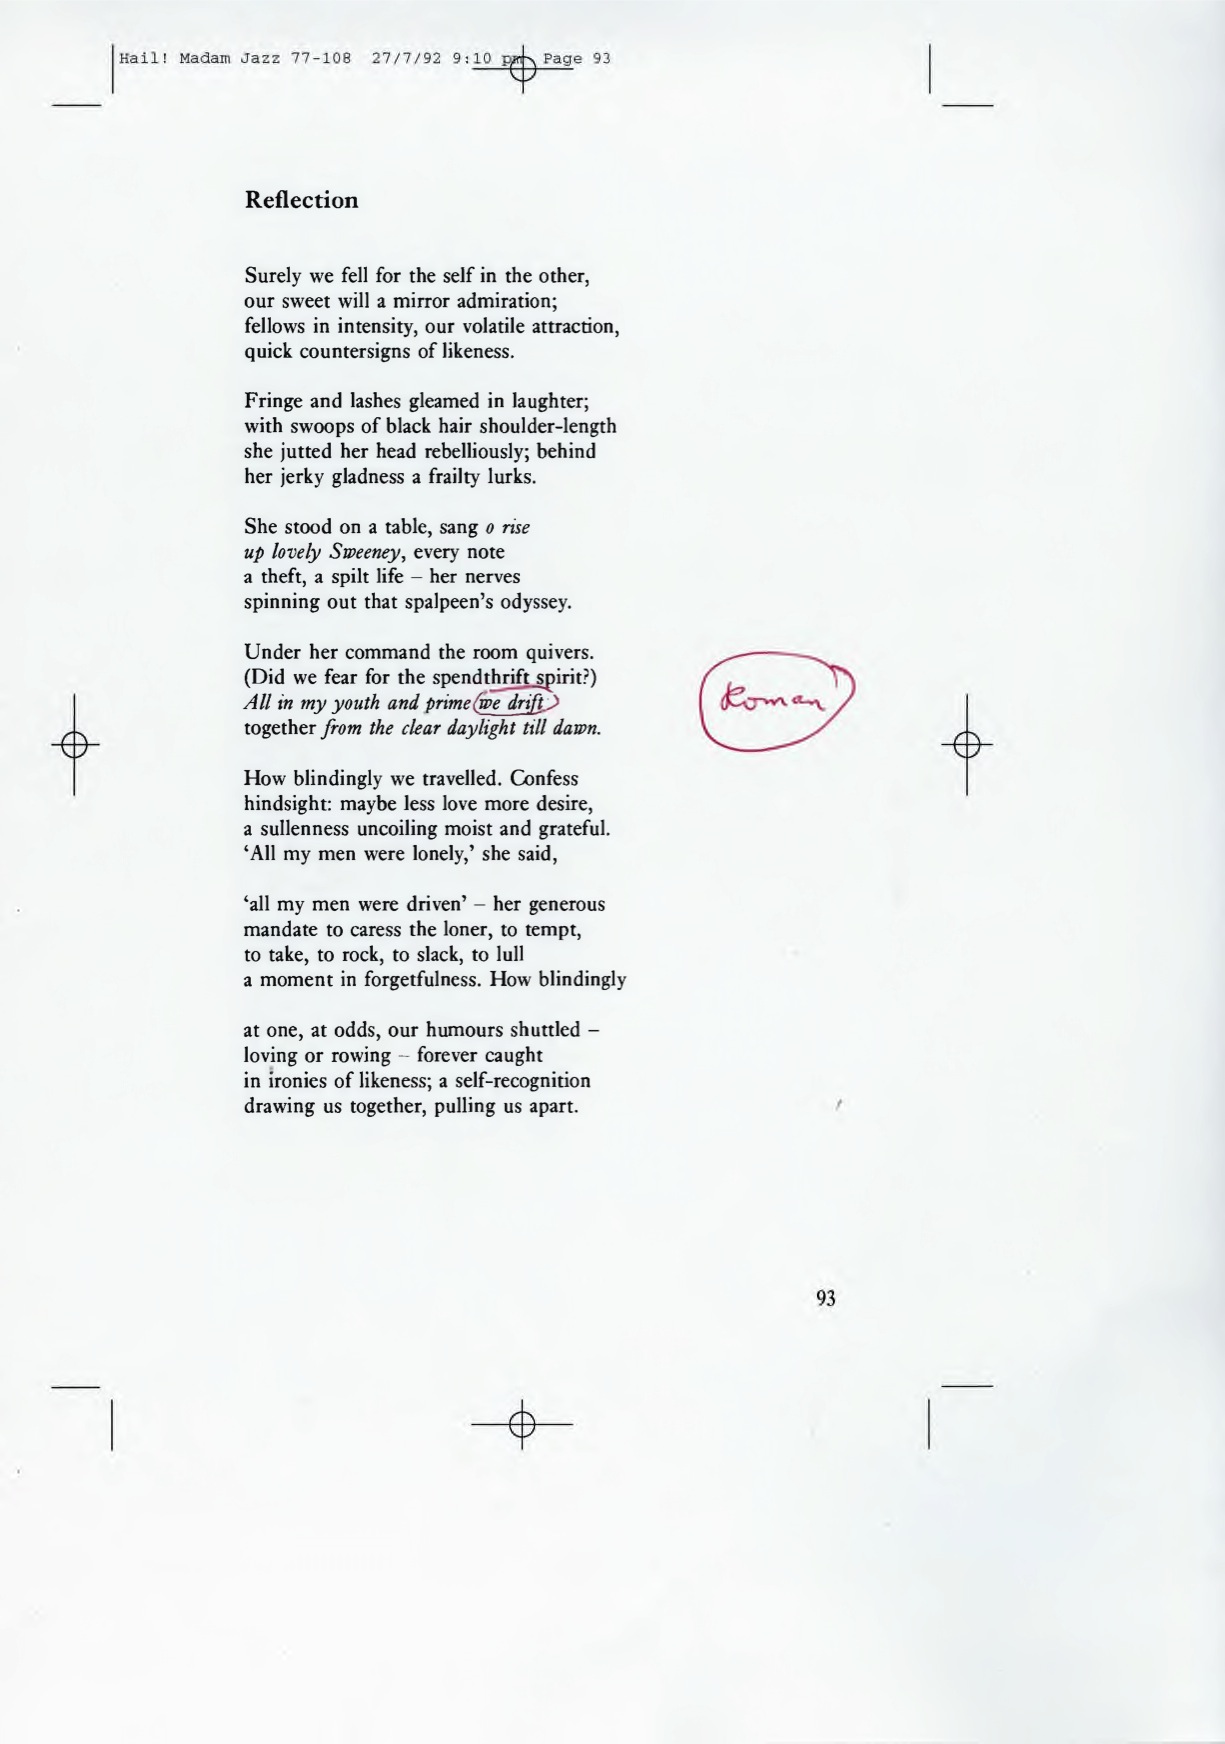 Hail! Madam Jazz 77-108 27/7/92 9:10 pm Page 93
Reflection
Surely we fell for the self in the other,
our sweet will a mirror admiration;
fellows in intensity, our volatile attraction,
quick countersigns of likeness.
Fringe and lashes gleamed in laughter;
with swoops of black hair shoulder-length
she jutted her head rebelliously; behind
her jerky gladness a frailty lurks.
She stood on a table, sang o rise
up lovely Sweeney, every note
a theft, a spilt life – her nerves
spinning out that spalpeen's odyssey.
Under her command the room quivers.
(Did we fear for the spendthrift spirit?)
All in my youth and prime we drift
together from the clear daylight till dawn.
Roman
How blindingly we travelled. Confess
hindsight: maybe less love more desire,
a sullenness uncoiling moist and grateful.
‘All my men were lonely,’ she said,
‘all my men were driven’ – her generous
mandate to caress the loner, to tempt,
to take, to rock, to slack, to lull
a moment in forgetfulness. How blindingly
at one, at odds, our humours shuttled –
loving or rowing – forever caught
in ironies of likeness; a self-recognition
drawing us together, pulling us apart.
93